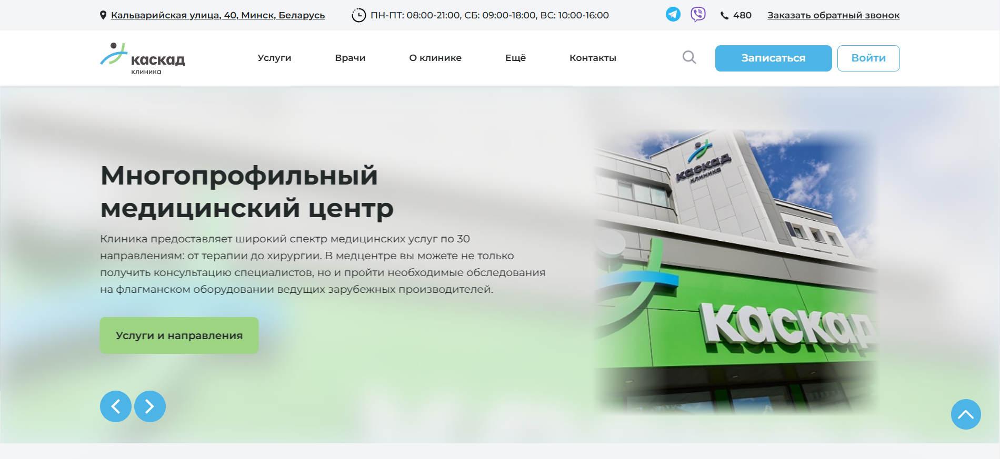 Кальварийская улица, 40, Минск, Беларусь
ПН-ПТ: 08:00-21:00, СБ: 09:00-18:00, ВС: 10:00-16:00
480
Заказать обратный звонок
каскад
клиника
Услуги
Врачи
О клинике
Ещё
Контакты
Записаться
Войти
Многопрофильный
медицинский центр
Клиника предоставляет широкий спектр медицинских услуг по 30
направлениям: от терапии до хирургии. В медцентре вы можете не только
получить консультацию специалистов, но и пройти необходимые обследования
на флагманском оборудовании ведущих зарубежных производителей.
Услуги и направления
каскад
клиника
каскад